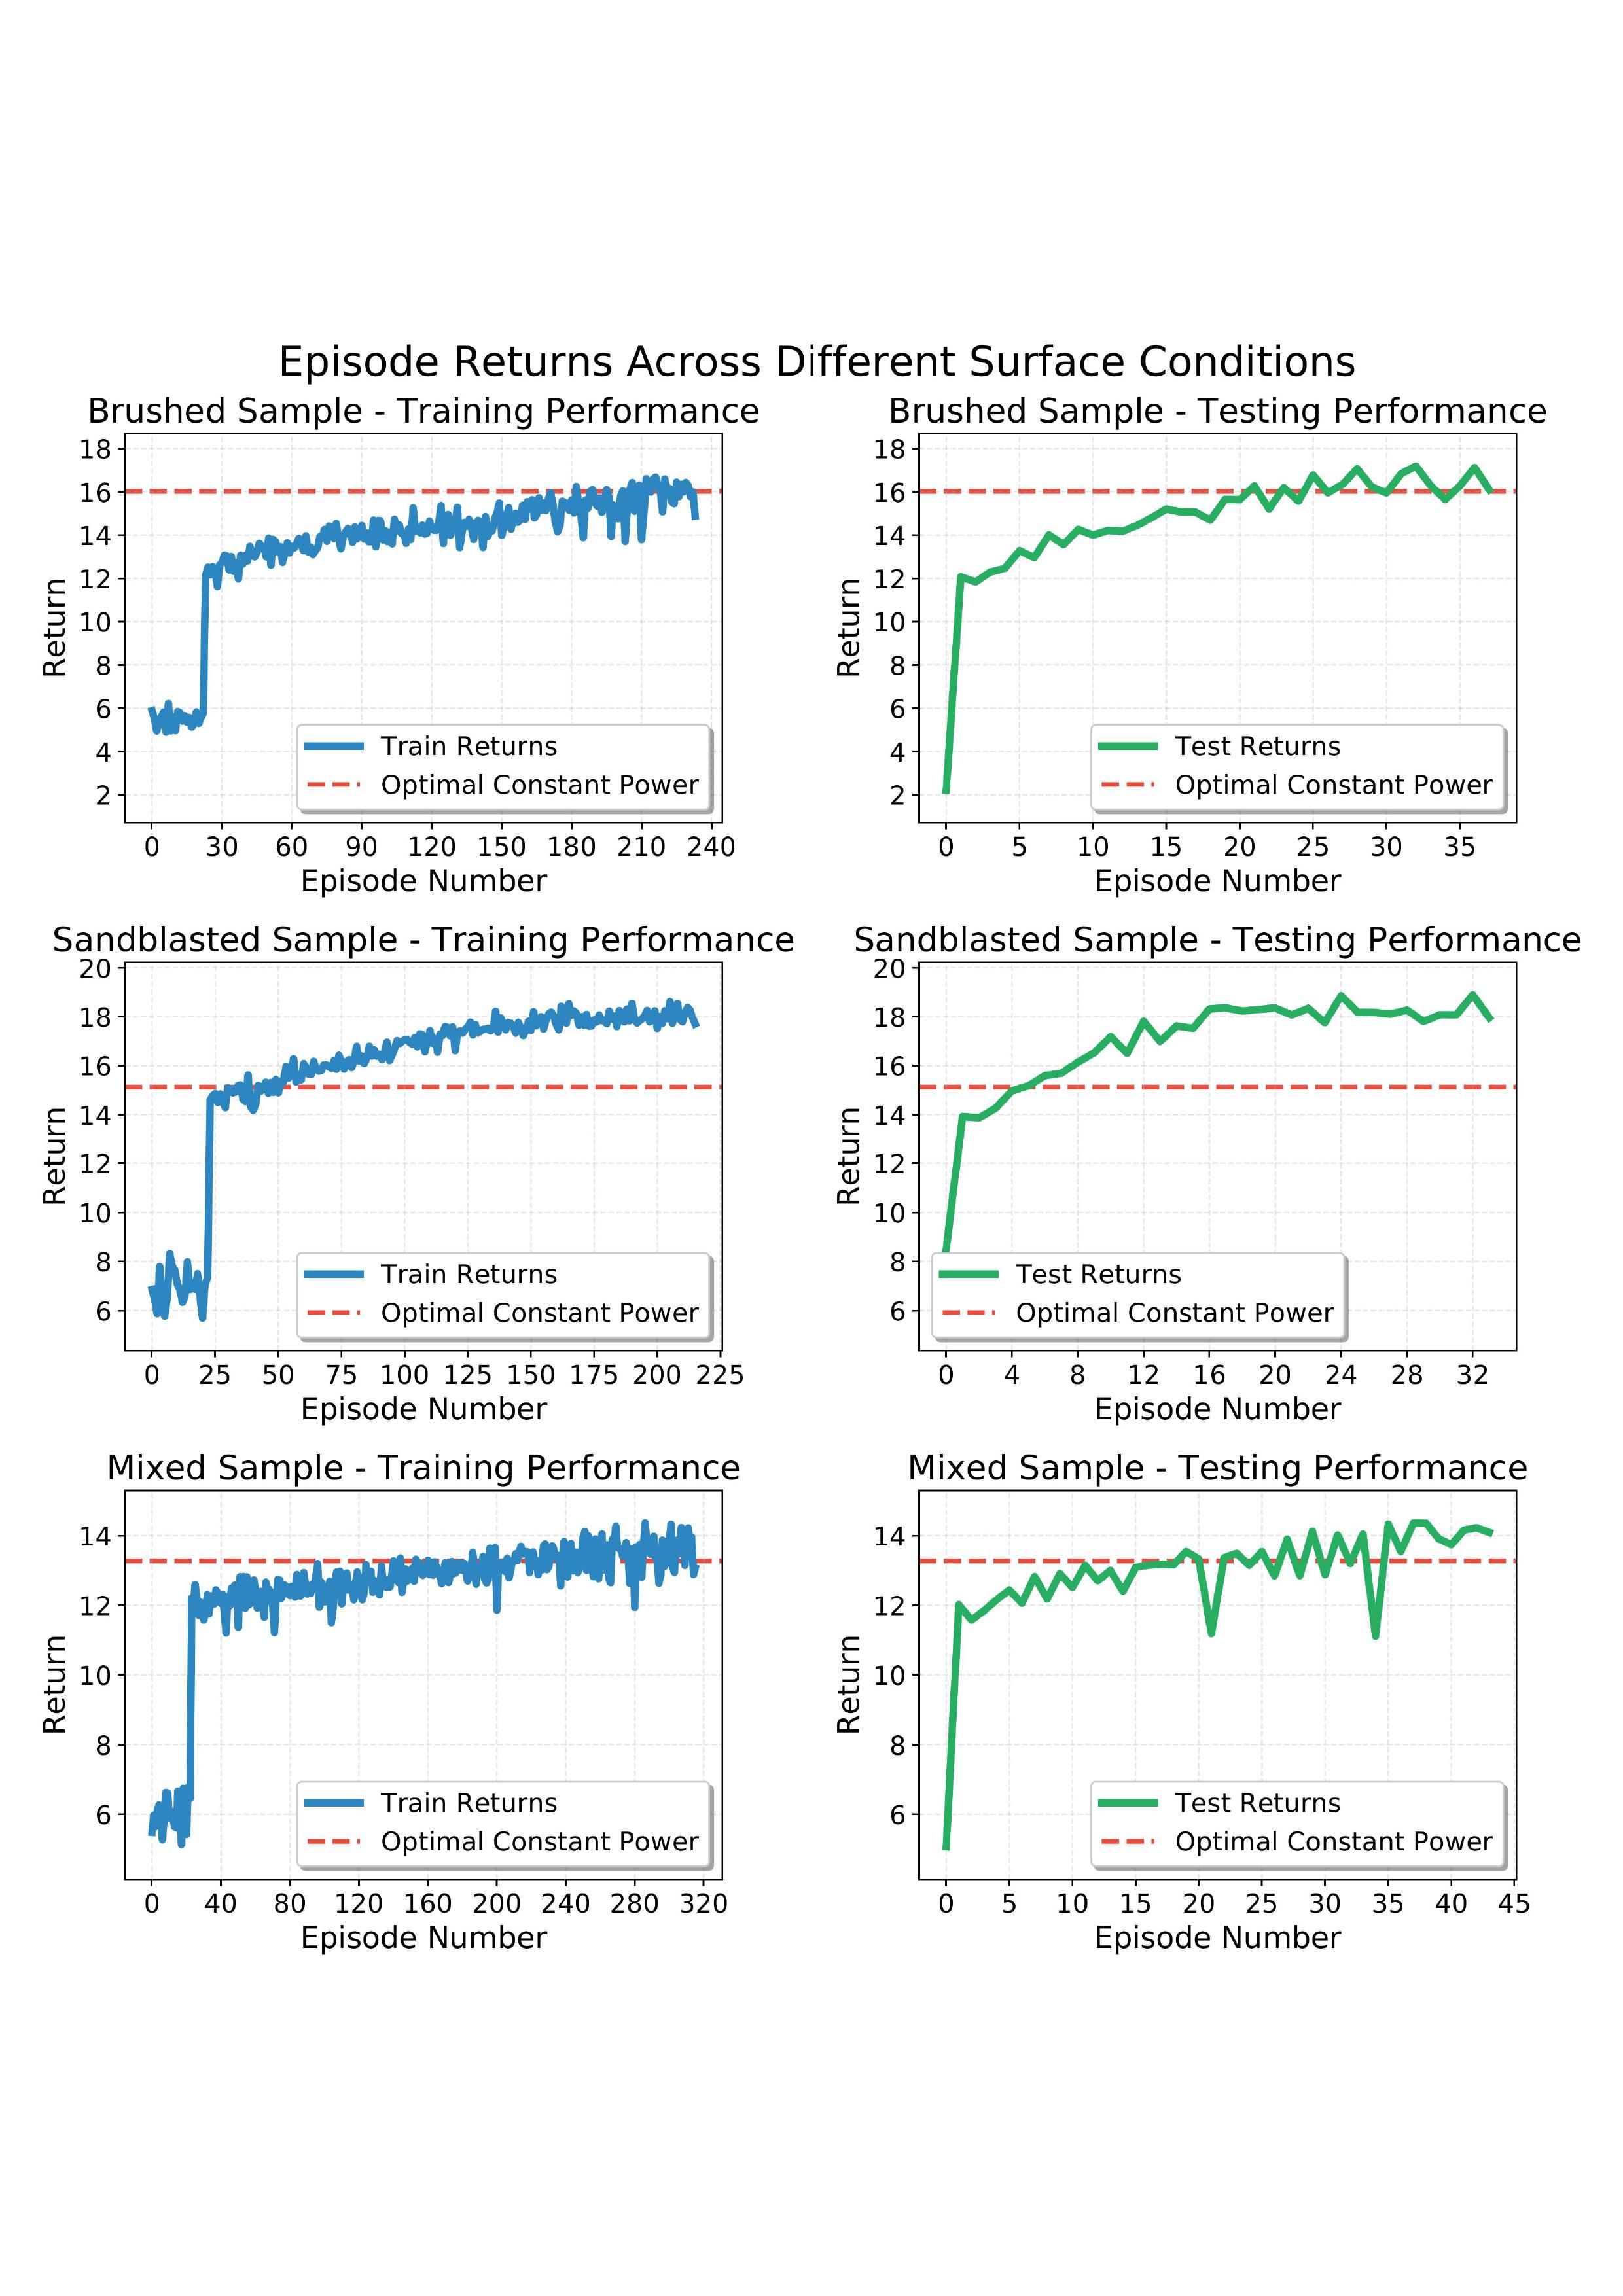 Episode Returns Across Different Surface Conditions
Brushed Sample - Training Performance
18
16
14
12
10
8
6
4
2
Return
Train Returns
Optimal Constant Power
0 30 60 90 120 150 180 210 240
Episode Number
Brushed Sample - Testing Performance
18
16
14
12
10
8
6
4
2
Return
Test Returns
Optimal Constant Power
0 5 10 15 20 25 30 35
Episode Number
Sandblasted Sample - Training Performance
20
18
16
14
12
10
8
6
Return
Train Returns
Optimal Constant Power
0 25 50 75 100 125 150 175 200 225
Episode Number
Sandblasted Sample - Testing Performance
20
18
16
14
12
10
8
6
Return
Test Returns
Optimal Constant Power
0 4 8 12 16 20 24 28 32
Episode Number
Mixed Sample - Training Performance
14
12
10
8
6
Return
Train Returns
Optimal Constant Power
0 40 80 120 160 200 240 280 320
Episode Number
Mixed Sample - Testing Performance
14
12
10
8
6
Return
Test Returns
Optimal Constant Power
0 5 10 15 20 25 30 35 40 45
Episode Number